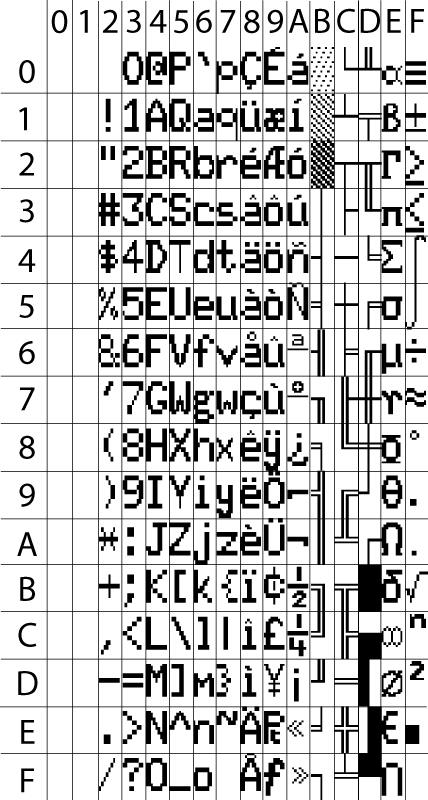 0 1 2 3 4 5 6 7 8 9 A B C D E F
0 0 @ P ` p Ç É á ░ └ ╨ α ≡
1 ! 1 A Q a q ü æ í ▒ ┴ ╤ ß ±
2 " 2 B R b r é Æ ó ▓ ┬ ╥ Γ ≥
3 # 3 C S c s â ô ú │ ├ ╙ π ≤
4 $ 4 D T d t ä ö ñ ┤ ─ ╘ Σ ⌠
5 % 5 E U e u à ò Ñ ╡ ┼ ╒ σ ⌡
6 & 6 F V f v å û ª ╢ ╞ ╓ µ ÷
7 ' 7 G W g w ç ù º ╖ ╟ ╫ τ ≈
8 ( 8 H X h x ê ÿ ¿ ╕ ╚ ╪ Φ °
9 ) 9 I Y i y ë Ö ⌐ ╣ ╔ ┘ Θ ∙
A * : J Z j z è Ü ¬ ║ ╩ ┌ Ω ·
B + ; K [ k { ï ¢ ½ ╗ ╦ █ δ √
C , < L \ l | î £ ¼ ╝ ╠ ▄ ∞ ⁿ
D - = M ] m } ì ¥ ¡ ╜ ═ ▌ ø ²
E . > N ^ n ~ Ä ₧ « ╛ ╬ ▐ € ■
F / ? O _ o Å ƒ » ┐ ╧ ▀ ∩